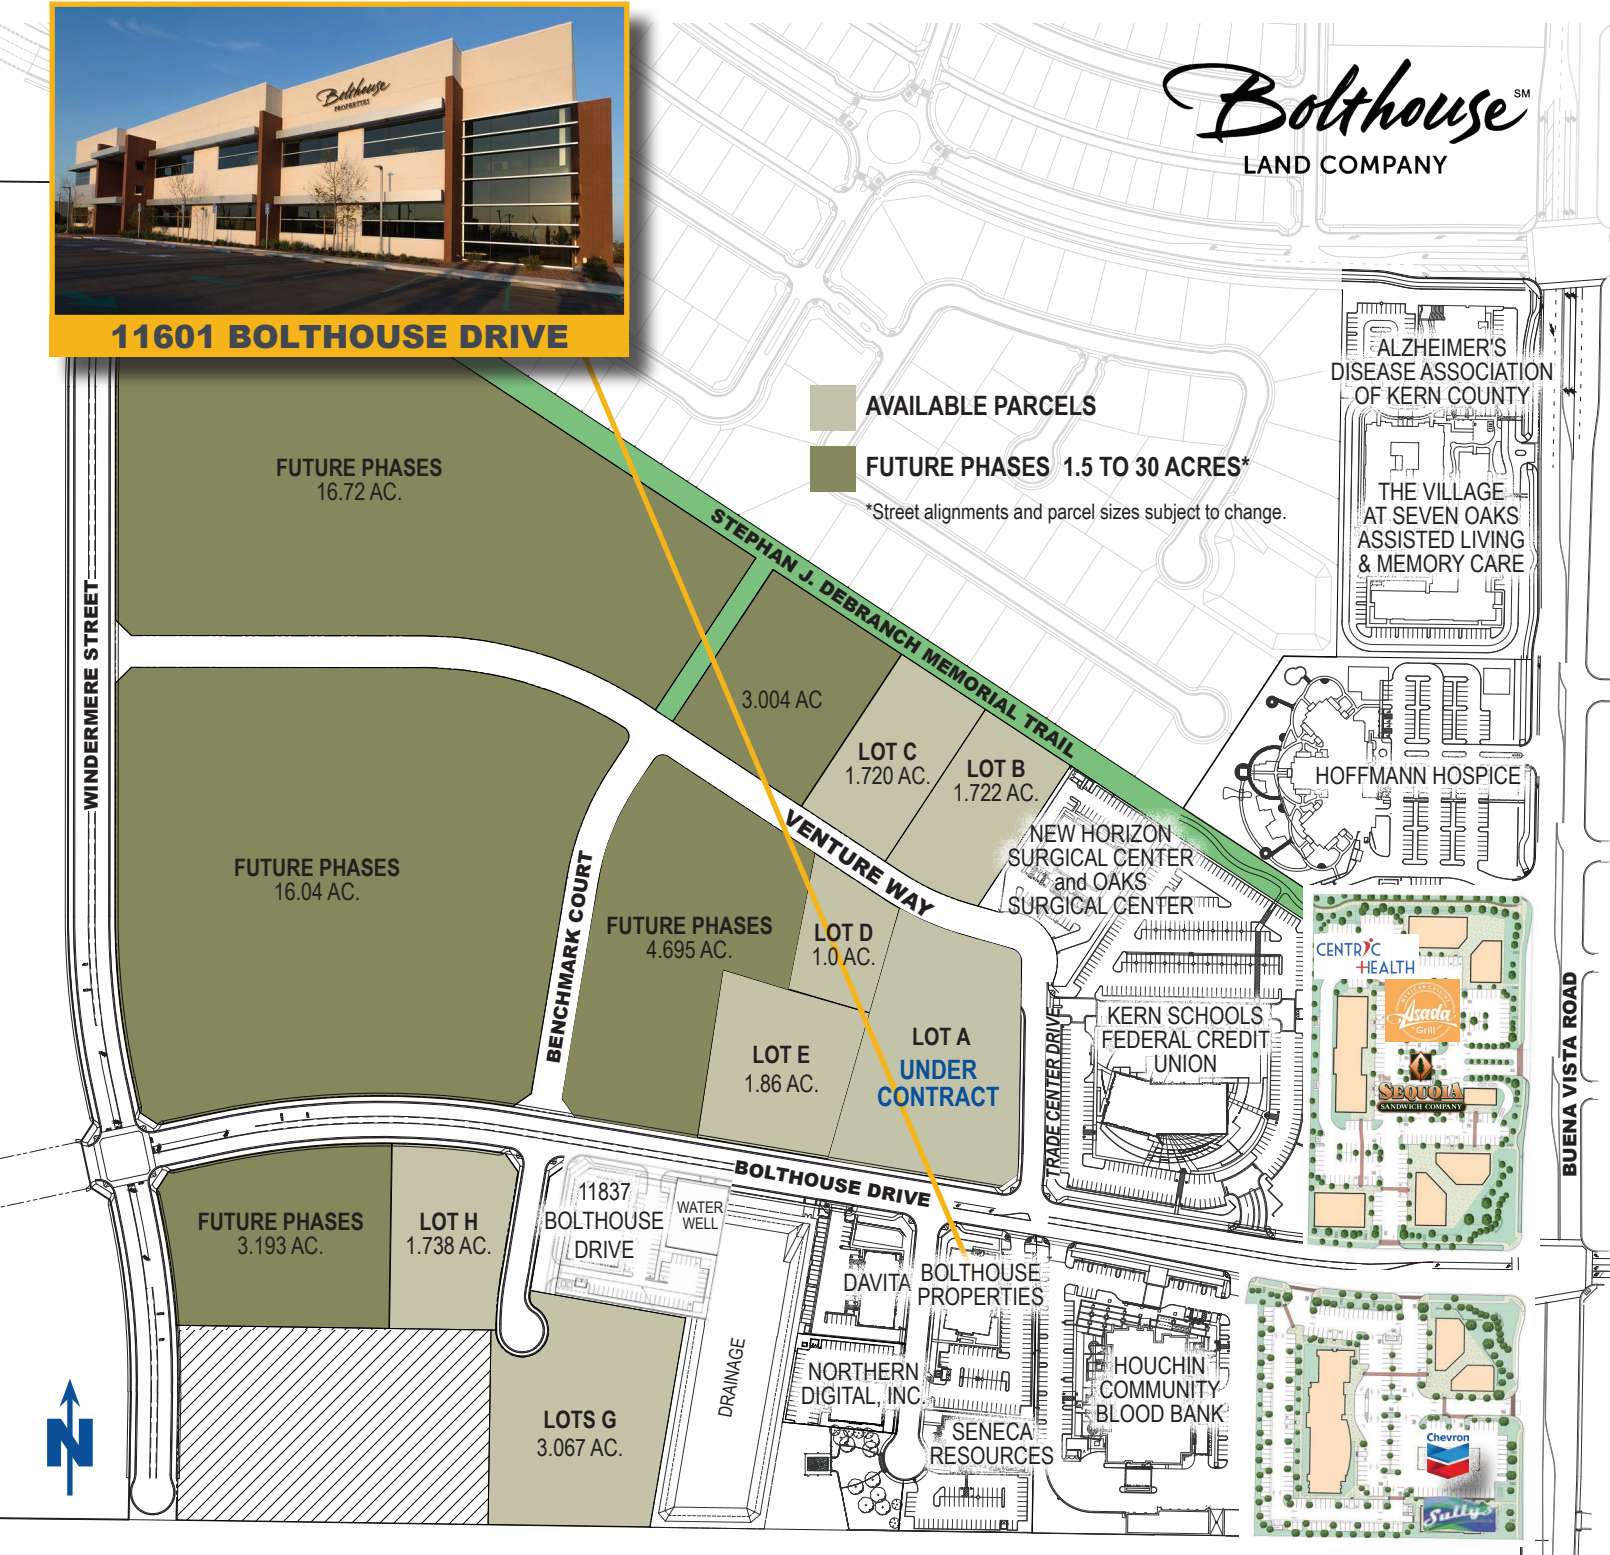 Bolthouse
PROPERTIES
11601 BOLTHOUSE DRIVE
Bolthouse SM
LAND COMPANY
AVAILABLE PARCELS
FUTURE PHASES 1.5 TO 30 ACRES*
*Street alignments and parcel sizes subject to change.
ALZHEIMER'S
DISEASE ASSOCIATION
OF KERN COUNTY
THE VILLAGE
AT SEVEN OAKS
ASSISTED LIVING
& MEMORY CARE
FUTURE PHASES
16.72 AC.
STEPHAN J. DEBRANCH MEMORIAL TRAIL
WINDERMERE STREET
3.004 AC
LOT C
1.720 AC.
LOT B
1.722 AC.
HOFFMANN HOSPICE
NEW HORIZON
SURGICAL CENTER
and OAKS
SURGICAL CENTER
VENTURE WAY
FUTURE PHASES
16.04 AC.
BENCHMARK COURT
FUTURE PHASES
4.695 AC.
LOT D
1.0 AC.
LOT E
1.86 AC.
LOT A
UNDER
CONTRACT
TRADE CENTER DRIVE
KERN SCHOOLS
FEDERAL CREDIT
UNION
CENTRIC
HEALTH
MEXICAN CUISINE
Asada
Grill
SEQUOIA
SANDWICH COMPANY
BUENA VISTA ROAD
BOLTHOUSE DRIVE
FUTURE PHASES
3.193 AC.
LOT H
1.738 AC.
11837
BOLTHOUSE
DRIVE
WATER
WELL
DRAINAGE
DAVITA
BOLTHOUSE
PROPERTIES
NORTHERN
DIGITAL, INC.
SENECA
RESOURCES
HOUCHIN
COMMUNITY
BLOOD BANK
LOTS G
3.067 AC.
Chevron
Sullys
N